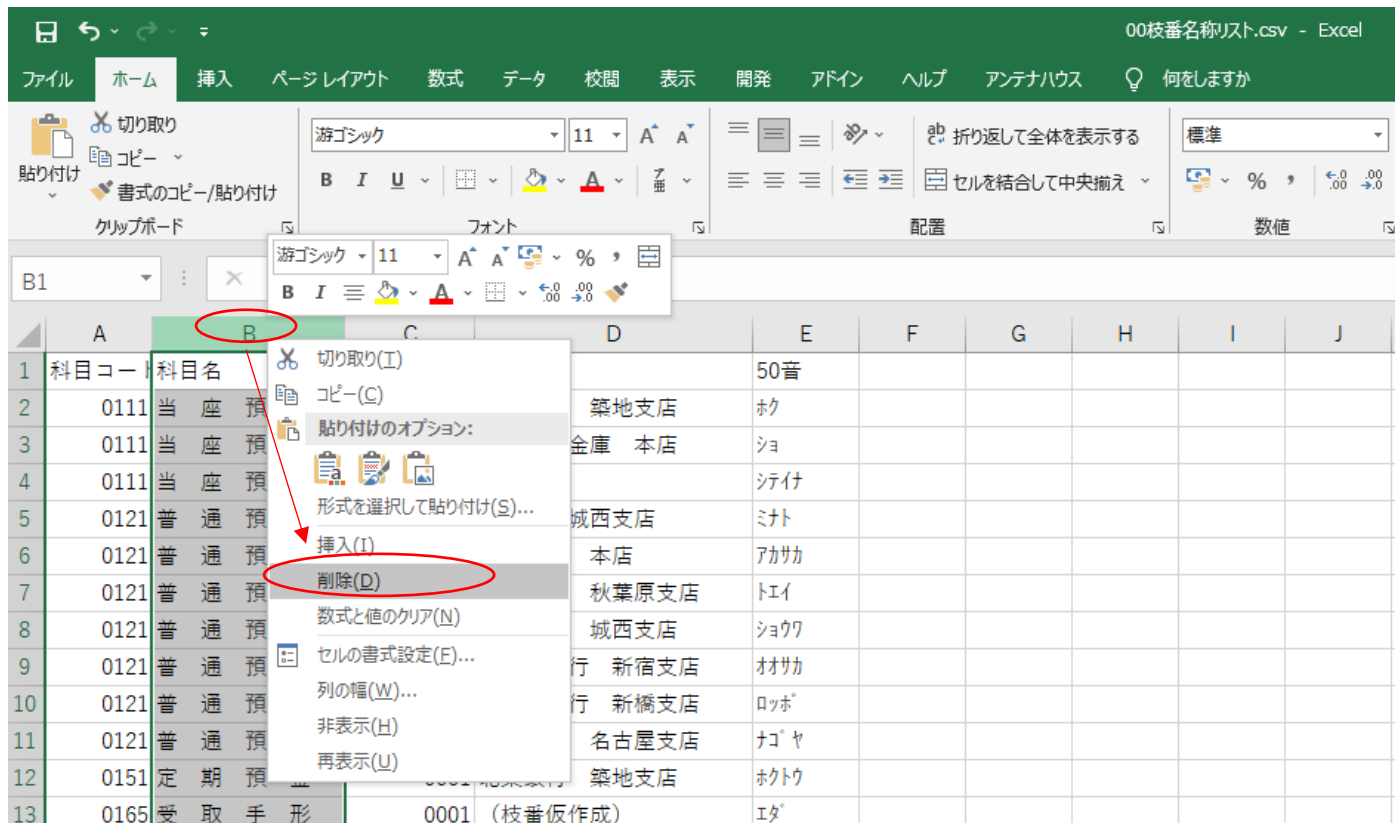 00枝番名称リスト.csv - Excel
ファイル ホーム 挿入 ページ レイアウト 数式 データ 校閲 表示 開発 アドイン ヘルプ アンテナハウス 何をしますか
切り取り
コピー
書式のコピー/貼り付け
貼り付け
クリップボード
游ゴシック 11
B I U
フォント
折り返して全体を表示する
セルを結合して中央揃え
配置
標準
数値
游ゴシック 11
B I
B1
A B C D E F G H I J
1 科目コード 科目名 50音
2 0111 当 座 預 築地支店 ホク
3 0111 当 座 預 金庫 本店 ショ
4 0111 当 座 預 シテイナ
5 0121 普 通 預 城西支店 ミナト
6 0121 普 通 預 本店 アカサカ
7 0121 普 通 預 秋葉原支店 トエイ
8 0121 普 通 預 城西支店 ショウワ
9 0121 普 通 預 行 新宿支店 オオサカ
10 0121 普 通 預 行 新橋支店 ロッポ゛
11 0121 普 通 預 名古屋支店 ナゴヤ
12 0151 定 期 預 築地支店 ホクトウ
13 0165 受 取 手 形 0001 （枝番仮作成） エダ
切り取り(T)
コピー(C)
貼り付けのオプション:
形式を選択して貼り付け(S)...
挿入(I)
削除(D)
数式と値のクリア(N)
セルの書式設定(F)...
列の幅(W)...
非表示(H)
再表示(U)